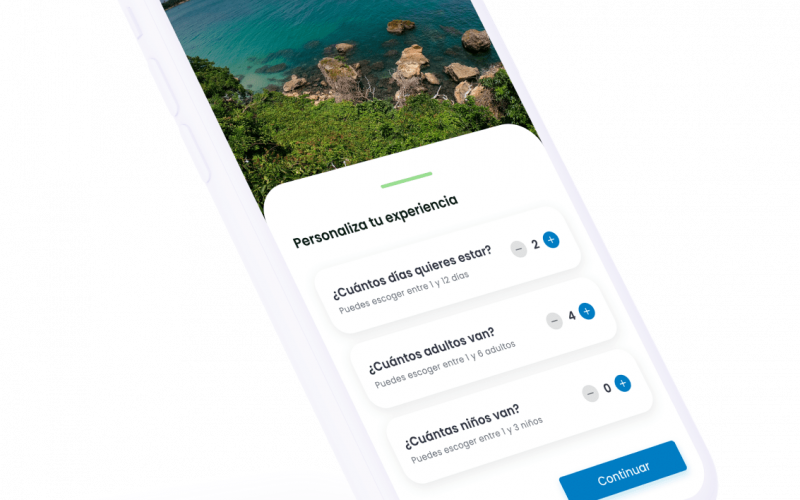 Personaliza tu experiencia
¿Cuántos días quieres estar?
Puedes escoger entre 1 y 12 días
− 2 +
¿Cuántos adultos van?
Puedes escoger entre 1 y 6 adultos
− 4 +
¿Cuántas niños van?
Puedes escoger entre 1 y 3 niños
− 0 +
Continuar